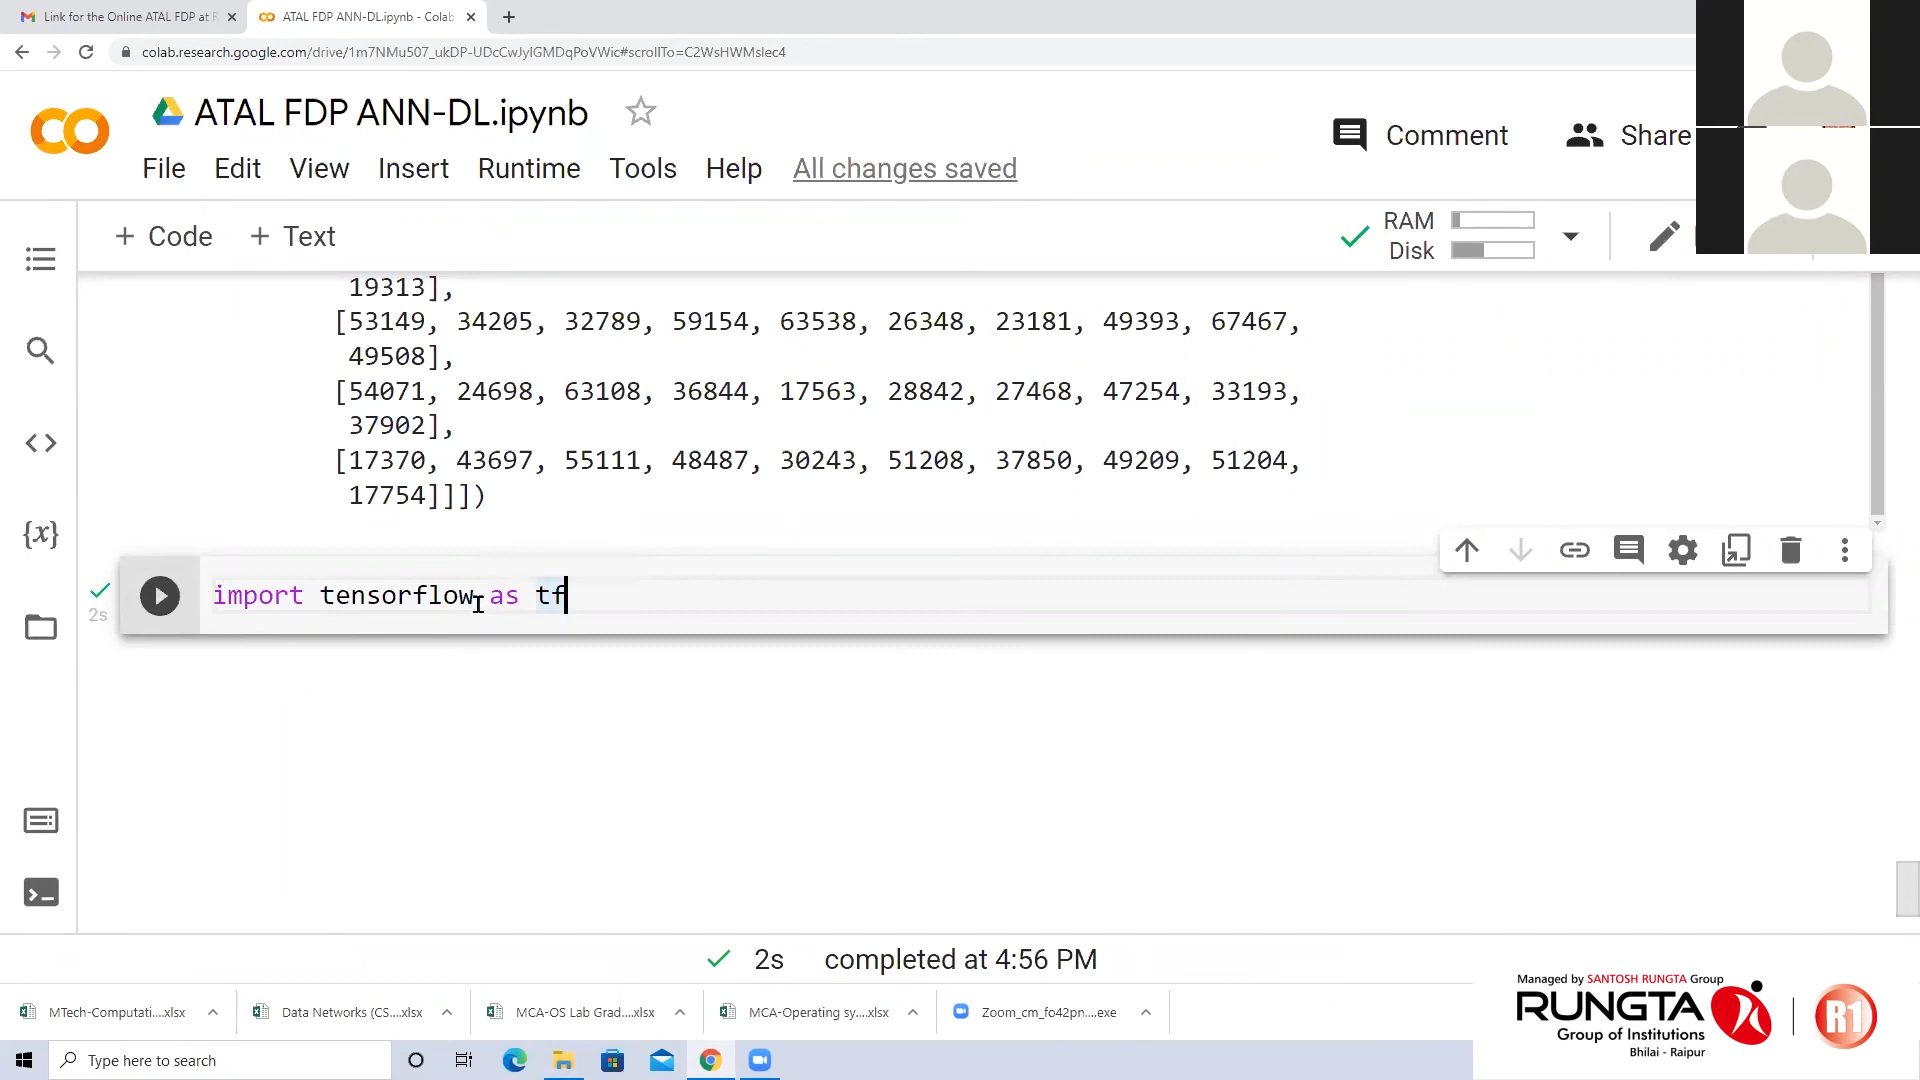 Link for the Online ATAL FDP at R
ATAL FDP ANN-DL.ipynb - Colab
colab.research.google.com/drive/1m7NMu507_ukDP-UDcCwJyIGMDqPoVWic#scrollTo=C2WsHWMslec4
ATAL FDP ANN-DL.ipynb
Comment
Share
File Edit View Insert Runtime Tools Help All changes saved
+ Code + Text
RAM
Disk
19313],
[53149, 34205, 32789, 59154, 63538, 26348, 23181, 49393, 67467,
49508],
[54071, 24698, 63108, 36844, 17563, 28842, 27468, 47254, 33193,
37902],
[17370, 43697, 55111, 48487, 30243, 51208, 37850, 49209, 51204,
17754]]])
{x}
import tensorflow as tf
2s
2s completed at 4:56 PM
Managed by SANTOSH RUNGTA Group
RUNGTA
Group of Institutions
Bhilai - Raipur
R1
MTech-Computati....xlsx
Data Networks (CS....xlsx
MCA-OS Lab Grad....xlsx
MCA-Operating sy....xlsx
Zoom_cm_fo42pn....exe
Type here to search